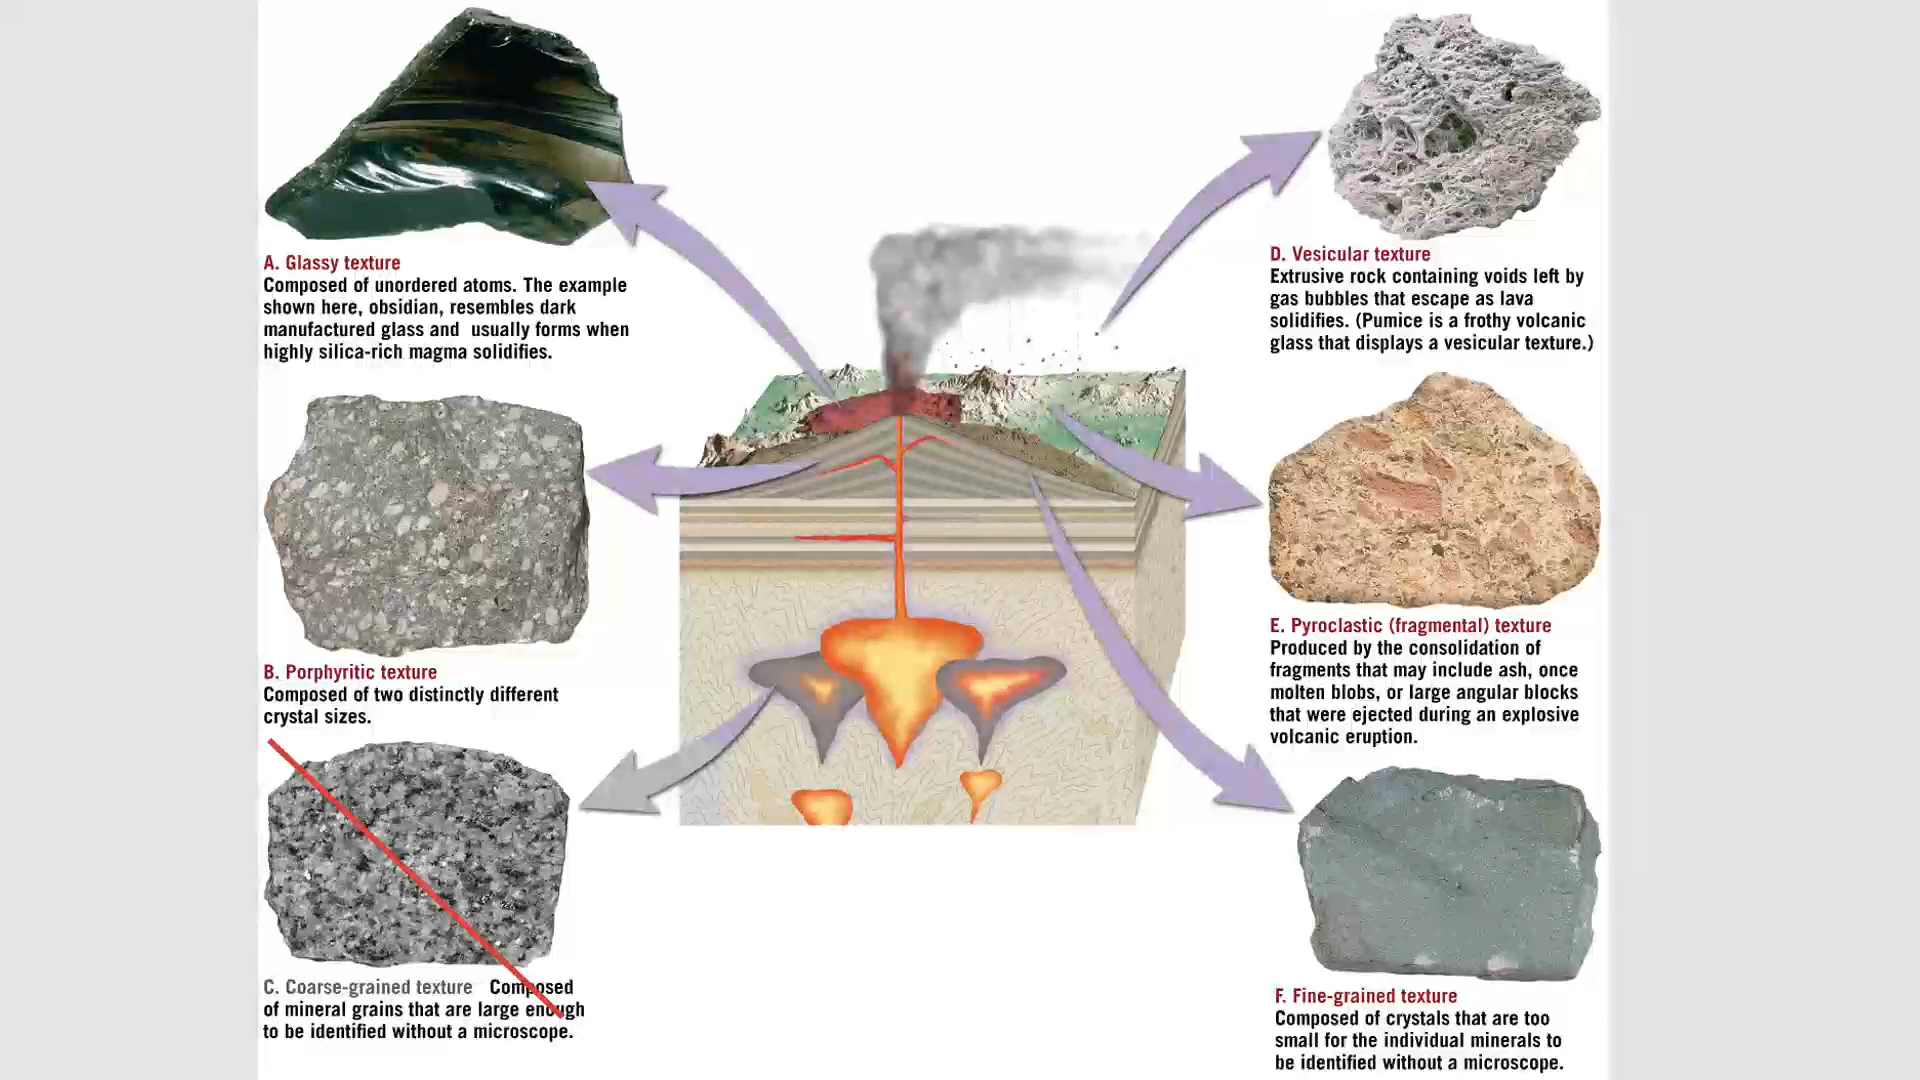 A. Glassy texture
Composed of unordered atoms. The example
shown here, obsidian, resembles dark
manufactured glass and usually forms when
highly silica-rich magma solidifies.
B. Porphyritic texture
Composed of two distinctly different
crystal sizes.
C. Coarse-grained texture Composed
of mineral grains that are large enough
to be identified without a microscope.
D. Vesicular texture
Extrusive rock containing voids left by
gas bubbles that escape as lava
solidifies. (Pumice is a frothy volcanic
glass that displays a vesicular texture.)
E. Pyroclastic (fragmental) texture
Produced by the consolidation of
fragments that may include ash, once
molten blobs, or large angular blocks
that were ejected during an explosive
volcanic eruption.
F. Fine-grained texture
Composed of crystals that are too
small for the individual minerals to
be identified without a microscope.